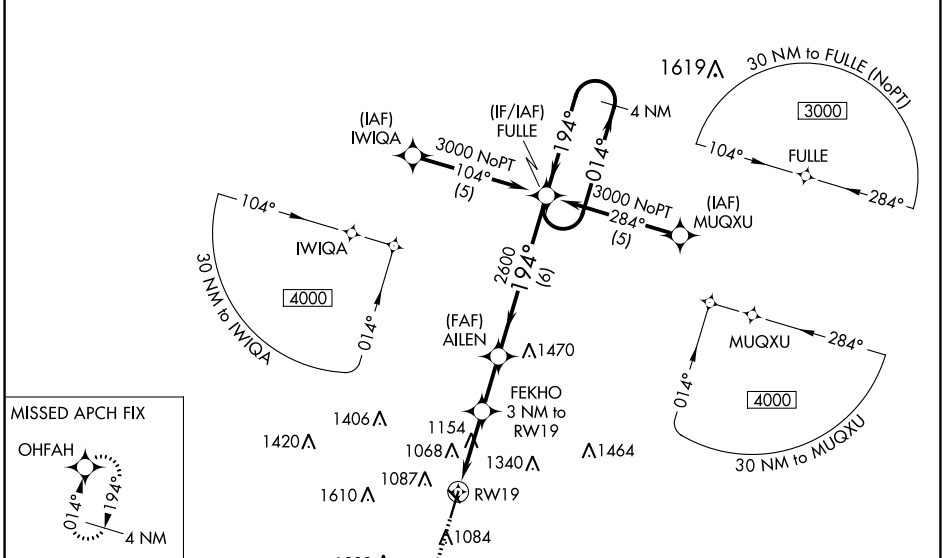 1619
30 NM to FULLE (NoPT)
3000
104°
FULLE
284°
4 NM
(IF/IAF)
FULLE
194°
014°
(IAF)
IWIQA
3000 NoPT
104°
(5)
3000 NoPT
284°
(5)
(IAF)
MUQXU
104°
IWIQA
4000
014°
30 NM to IWIQA
2600
194°
(6)
(FAF)
AILEN
1470
MUQXU
284°
014°
4000
30 NM to MUQXU
FEKHO
3 NM to
RW19
1406
1420
1154
1068
1340
1464
1087
1610
RW19
1084
MISSED APCH FIX
OHFAH
014°
194°
4 NM